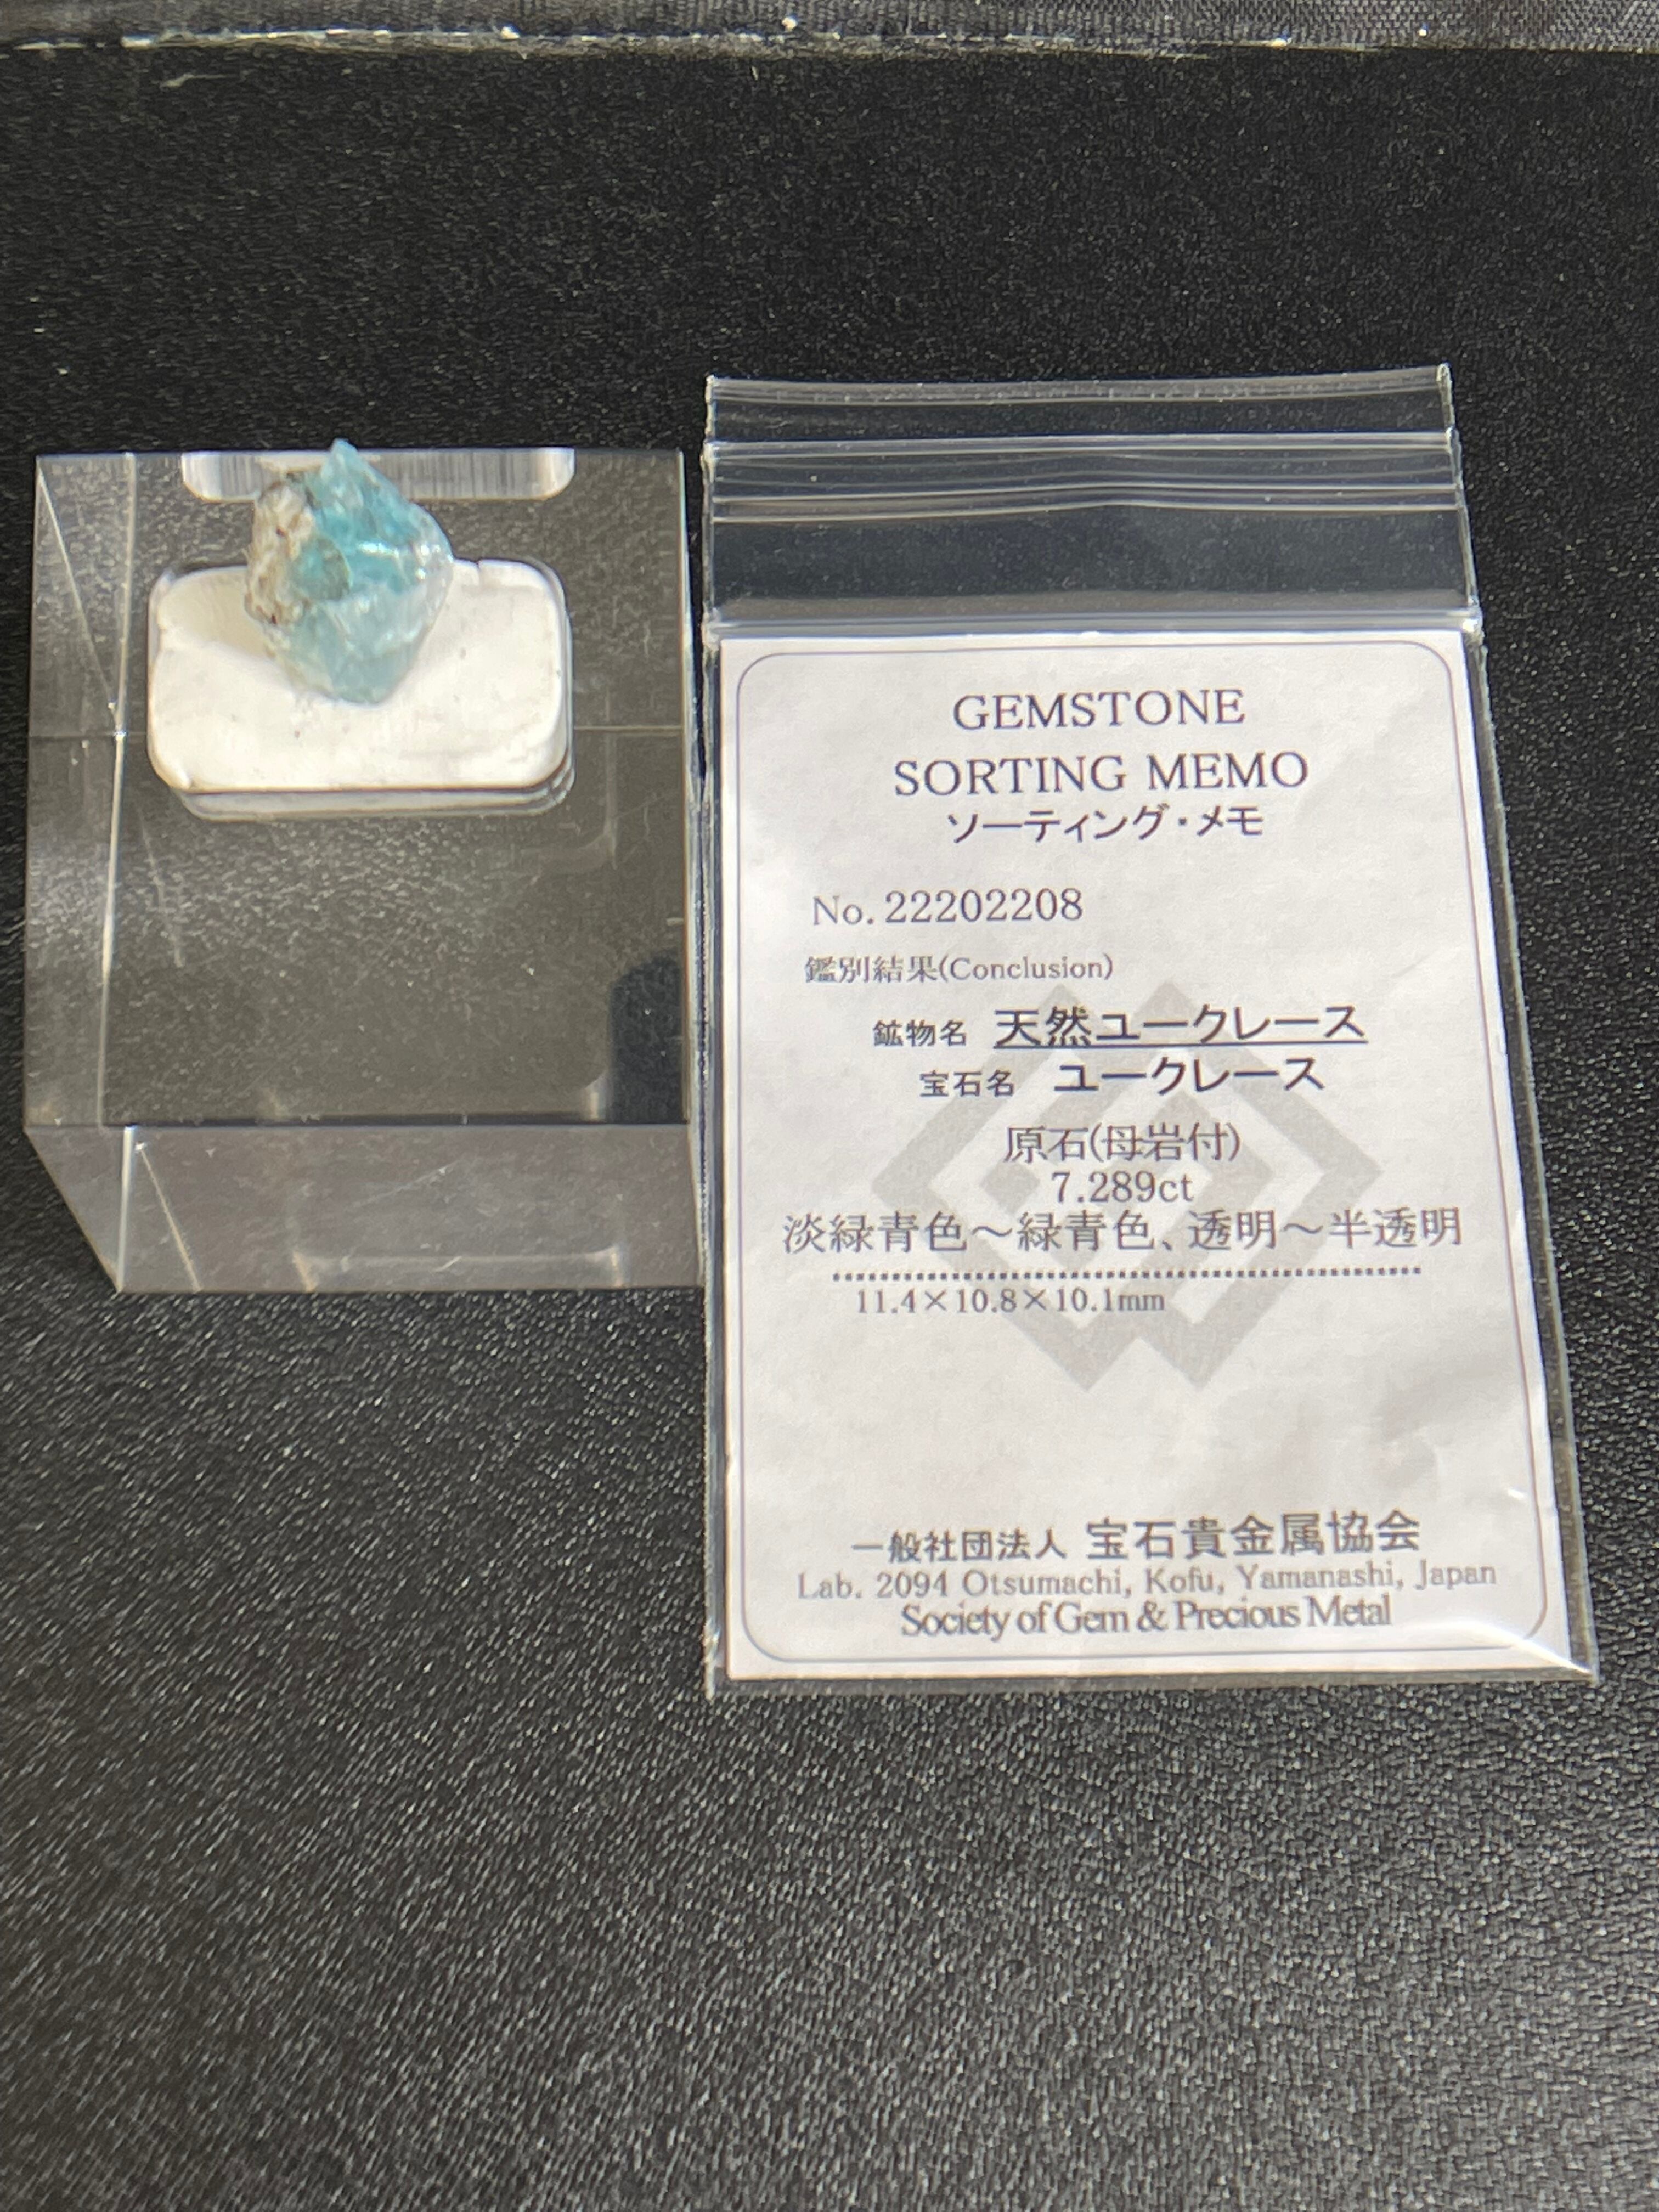 GEMSTONE
SORTING MEMO
ソーティング・メモ
No. 22202208
鑑別結果(Conclusion)
鉱物名 天然ユークレース
宝石名 ユークレース
原石(母岩付)
7.289ct
淡緑青色～緑青色、透明～半透明
11.4×10.8×10.1mm
一般社団法人 宝石貴金属協会
Lab. 2094 Otsumachi, Kofu, Yamanashi, Japan
Society of Gem & Precious Metal